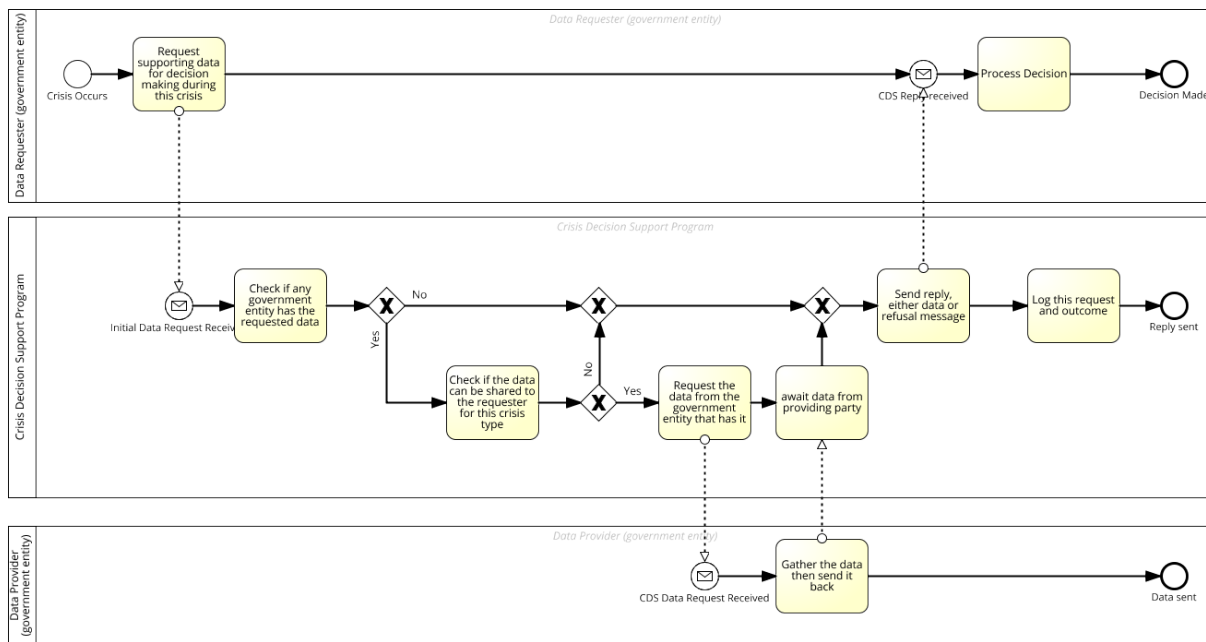 Data Requester (government entity)
Data Requester (government entity)
Request
supporting data
for decision
making during
this crisis
Crisis Occurs
CDS Reply received
Process Decision
Decision Made
Crisis Decision Support Program
Crisis Decision Support Program
Initial Data Request Receiv
Check if any
government
entity has the
requested data
No
Yes
Check if the data
can be shared to
the requester
for this crisis
type
No
Yes
Request the
data from the
government
entity that has it
await data from
providing party
Send reply,
either data or
refusal message
Log this request
and outcome
Reply sent
Data Provider
(government entity)
Data Provider (government entity)
CDS Data Request Received
Gather the data
then send it
back
Data sent